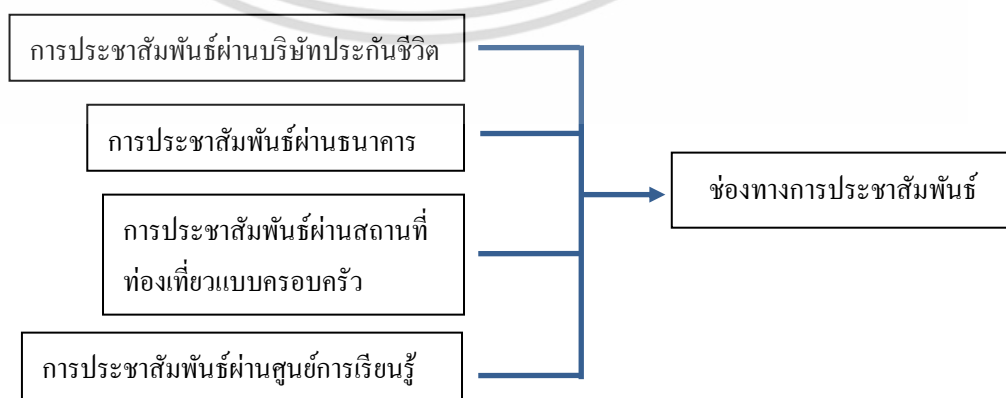 การประชาสัมพันธ์ผ่านบริษัทประกันชีวิต
การประชาสัมพันธ์ผ่านธนาคาร
การประชาสัมพันธ์ผ่านสถานที่
ท่องเที่ยวแบบครอบครัว
การประชาสัมพันธ์ผ่านศูนย์การเรียนรู้
ช่องทางการประชาสัมพันธ์